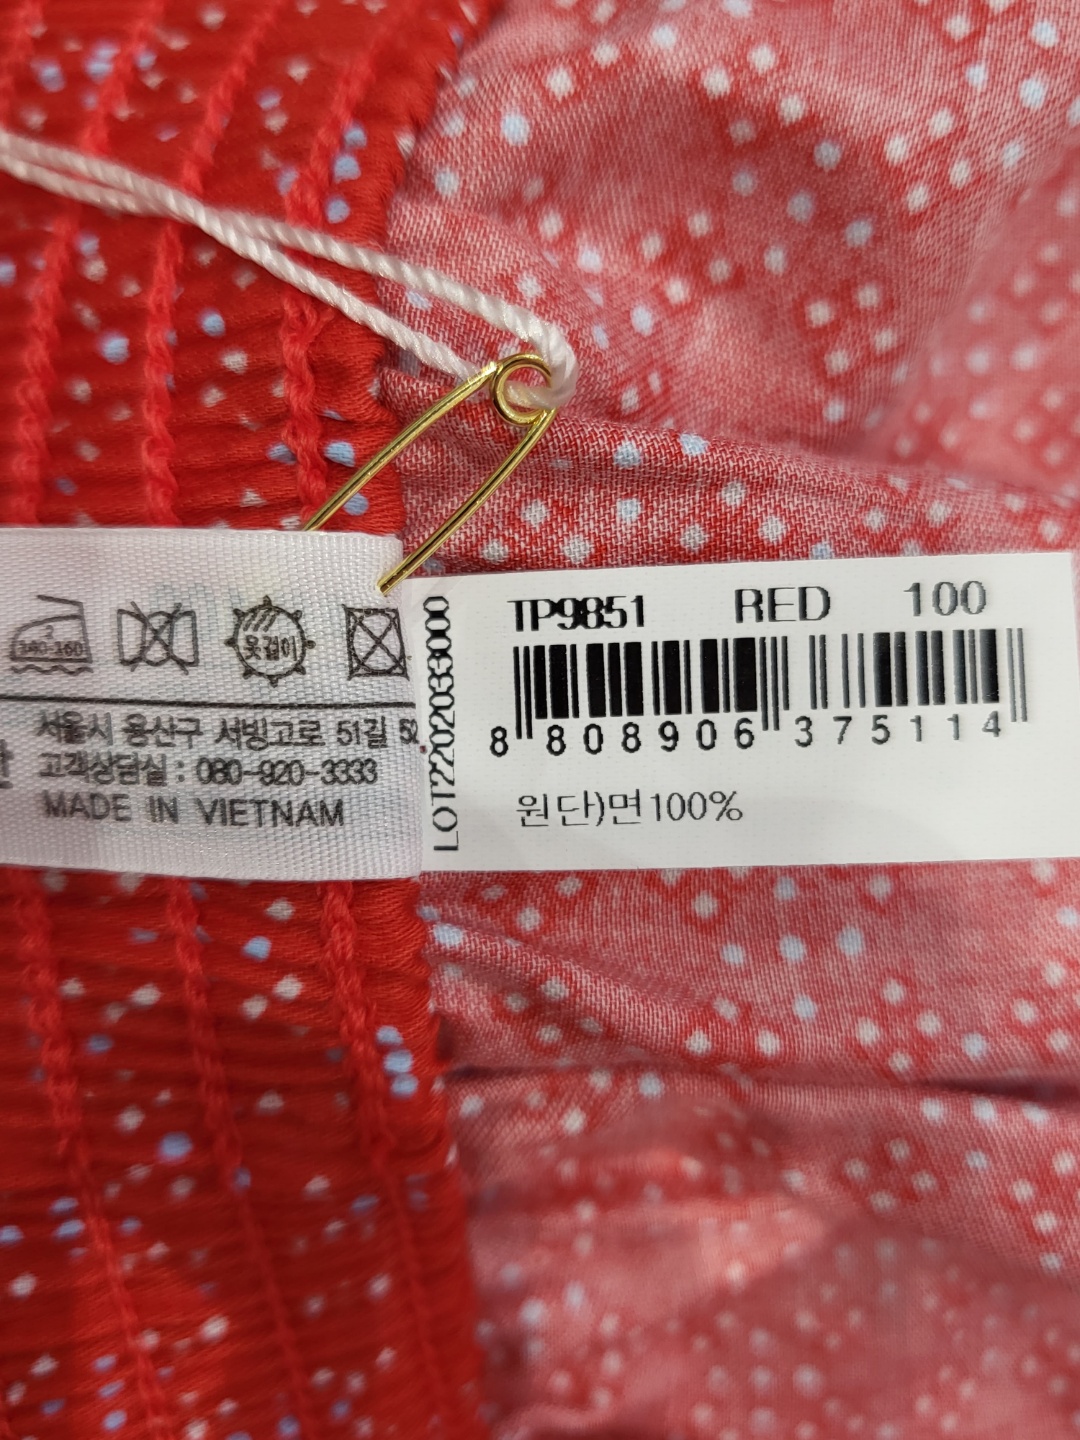 140-160
옷걸이
서울시 용산구 서빙고로 51길 52
고객상담실 : 080-920-3333
MADE IN VIETNAM
LOT2202033000
TP9851 RED 100
8 808906 375114
원단)면100%